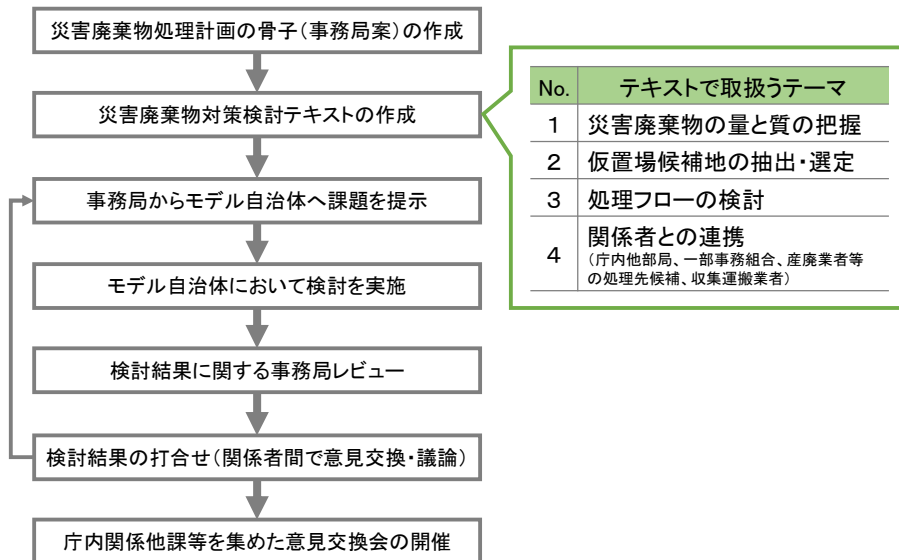 災害廃棄物処理計画の骨子(事務局案)の作成
災害廃棄物対策検討テキストの作成
事務局からモデル自治体へ課題を提示
モデル自治体において検討を実施
検討結果に関する事務局レビュー
検討結果の打合せ(関係者間で意見交換・議論)
庁内関係他課等を集めた意見交換会の開催
No. テキストで取扱うテーマ
1 災害廃棄物の量と質の把握
2 仮置場候補地の抽出・選定
3 処理フローの検討
4 関係者との連携
(庁内他部局、一部事務組合、産廃業者等
の処理先候補、収集運搬業者)